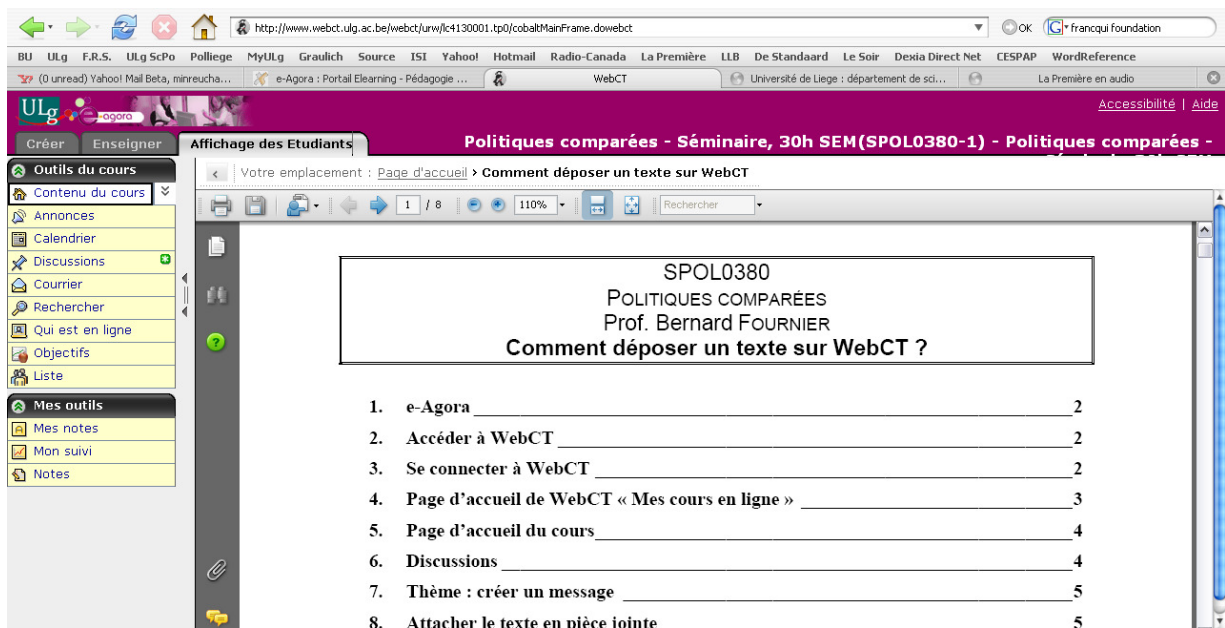 http://www.webct.ulg.ac.be/webct/urw/lc4130001.tp0/cobaltMainFrame.dowebct OK francqui foundation
BU ULg F.R.S. ULg ScPo Polliege MyULg Graulich Source ISI Yahoo! Hotmail Radio-Canada La Première LLB De Standaard Le Soir Dexia Direct Net CESPAP WordReference
(0 unread) Yahoo! Mail Beta, minreucha... e-Agora : Portail Elearning - Pédagogie ... WebCT Université de Liege : département de sci... La Première en audio
ULg e-agora Accessibilité | Aide
Créer Enseigner Affichage des Etudiants Politiques comparées - Séminaire, 30h SEM(SPOL0380-1) - Politiques comparées -
Outils du cours
Contenu du cours
Annonces
Calendrier
Discussions
Courrier
Rechercher
Qui est en ligne
Objectifs
Liste
Mes outils
Mes notes
Mon suivi
Notes
Votre emplacement : Page d'accueil › Comment déposer un texte sur WebCT
1 / 8 110% Rechercher
SPOL0380
POLITIQUES COMPARÉES
Prof. Bernard FOURNIER
Comment déposer un texte sur WebCT ?
1. e-Agora 2
2. Accéder à WebCT 2
3. Se connecter à WebCT 2
4. Page d'accueil de WebCT « Mes cours en ligne » 3
5. Page d'accueil du cours 4
6. Discussions 4
7. Thème : créer un message 5
8. Attacher le texte en pièce jointe 5